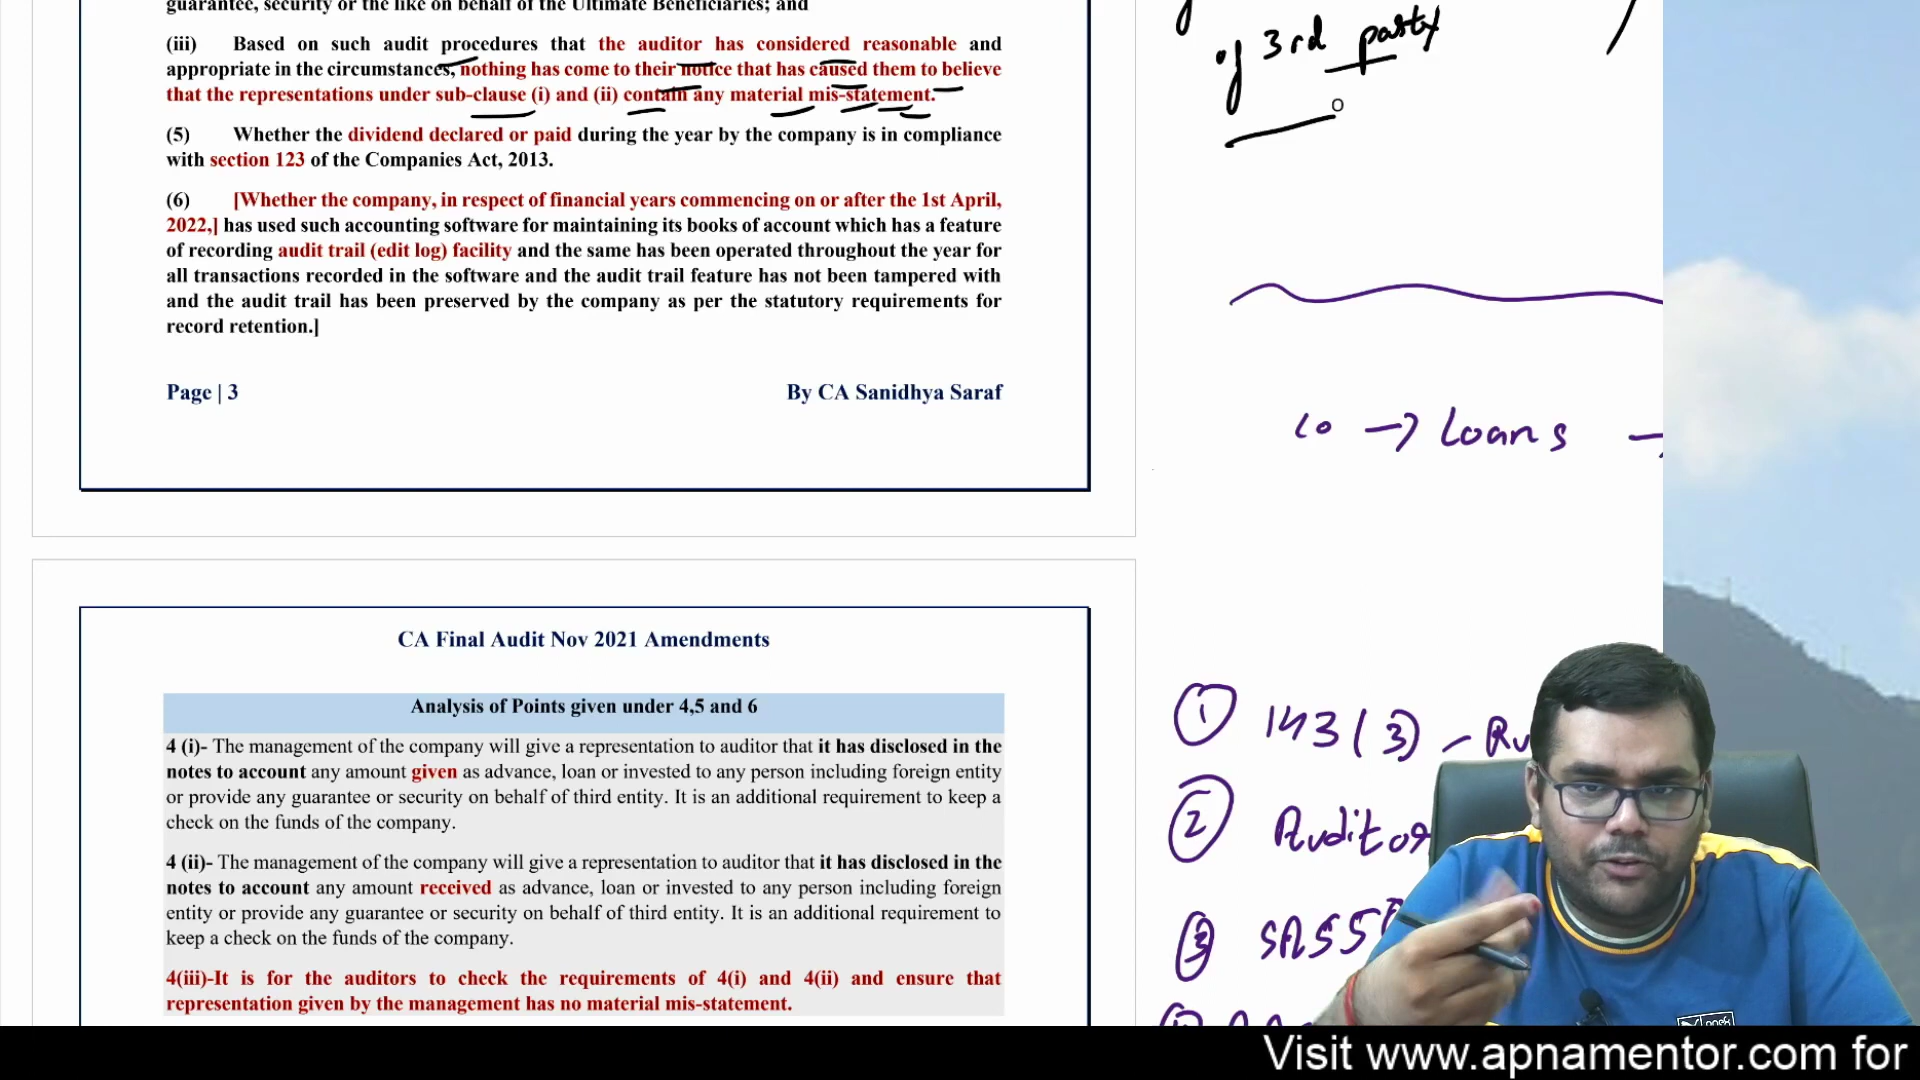 guarantee, security or the like on behalf of the Ultimate Beneficiaries; and
(iii) Based on such audit procedures that the auditor has considered reasonable and
appropriate in the circumstances, nothing has come to their notice that has caused them to believe
that the representations under sub-clause (i) and (ii) contain any material mis-statement.
(5) Whether the dividend declared or paid during the year by the company is in compliance
with section 123 of the Companies Act, 2013.
(6) [Whether the company, in respect of financial years commencing on or after the 1st April,
2022,] has used such accounting software for maintaining its books of account which has a feature
of recording audit trail (edit log) facility and the same has been operated throughout the year for
all transactions recorded in the software and the audit trail feature has not been tampered with
and the audit trail has been preserved by the company as per the statutory requirements for
record retention.]
Page | 3 By CA Sanidhya Saraf
CA Final Audit Nov 2021 Amendments
Analysis of Points given under 4,5 and 6
4 (i)- The management of the company will give a representation to auditor that it has disclosed in the
notes to account any amount given as advance, loan or invested to any person including foreign entity
or provide any guarantee or security on behalf of third entity. It is an additional requirement to keep a
check on the funds of the company.
4 (ii)- The management of the company will give a representation to auditor that it has disclosed in the
notes to account any amount received as advance, loan or invested to any person including foreign
entity or provide any guarantee or security on behalf of third entity. It is an additional requirement to
keep a check on the funds of the company.
4(iii)-It is for the auditors to check the requirements of 4(i) and 4(ii) and ensure that
representation given by the management has no material mis-statement.
of 3rd party
Co → Loans
1 143(3) - Au
2 Auditor
3 SA 55
Visit www.apnamentor.com for